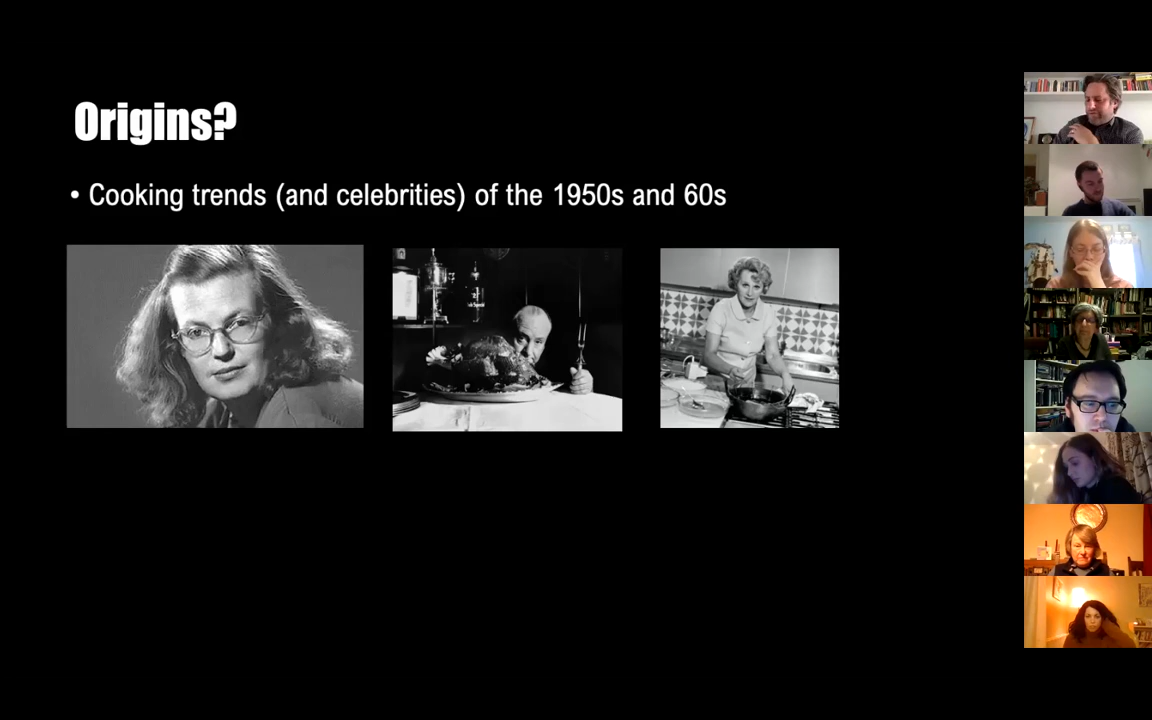 Origins?
• Cooking trends (and celebrities) of the 1950s and 60s